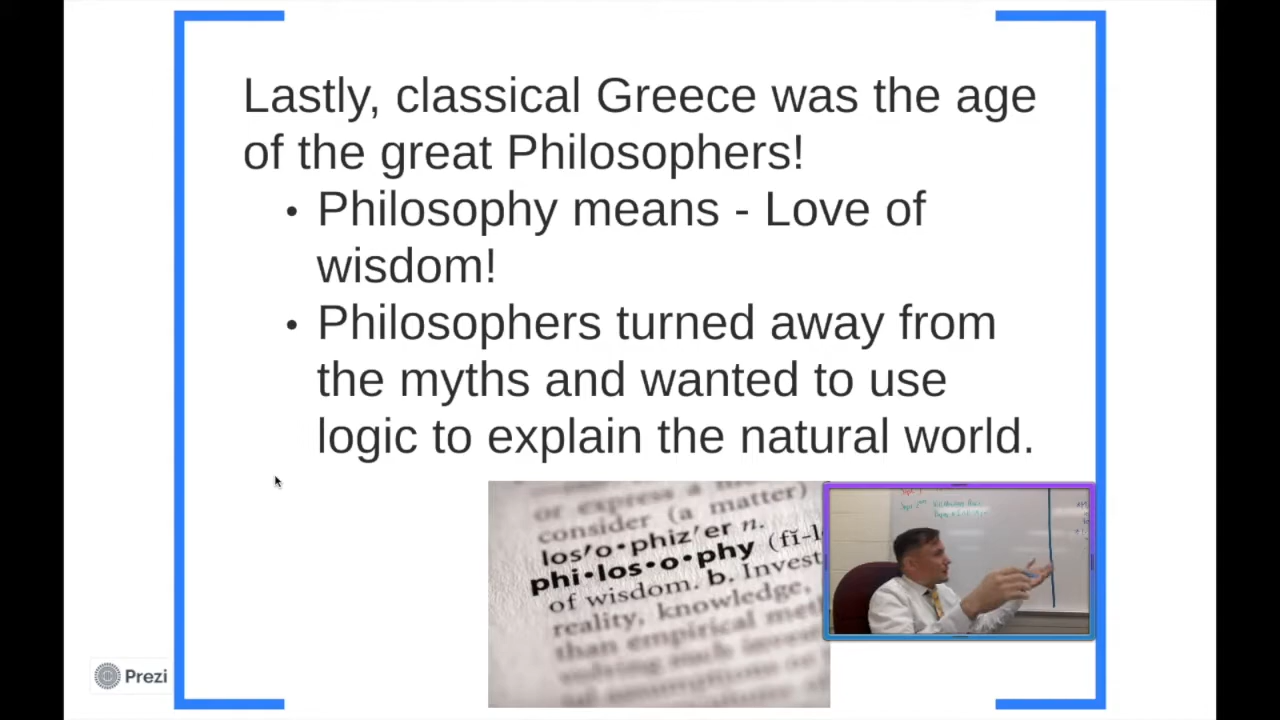 Lastly, classical Greece was the age
of the great Philosophers!
• Philosophy means - Love of
wisdom!
• Philosophers turned away from
the myths and wanted to use
logic to explain the natural world.
or express a
consider (a matter)
los′o•phiz′er n.
phi•los•o•phy (fĭ-l
of wisdom. b. Invest
reality, knowledge,
than empirical
Prezi